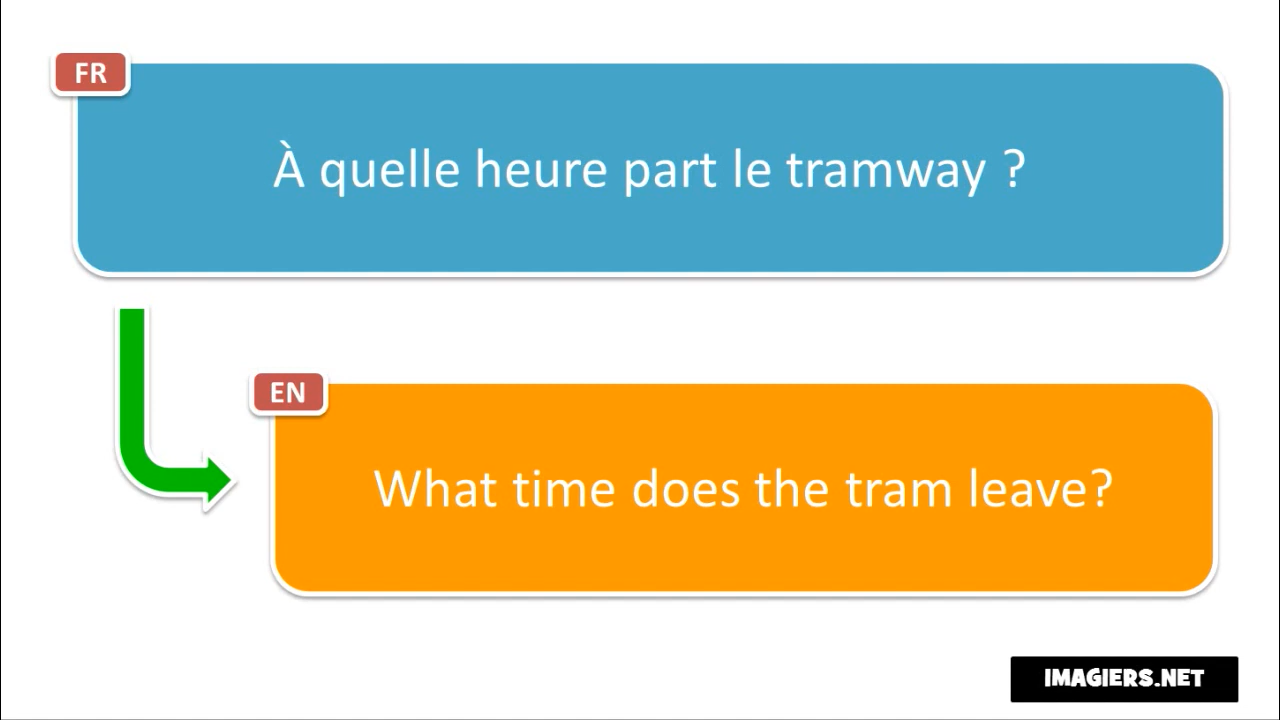 FR
À quelle heure part le tramway ?
EN
What time does the tram leave?
IMAGIERS.NET